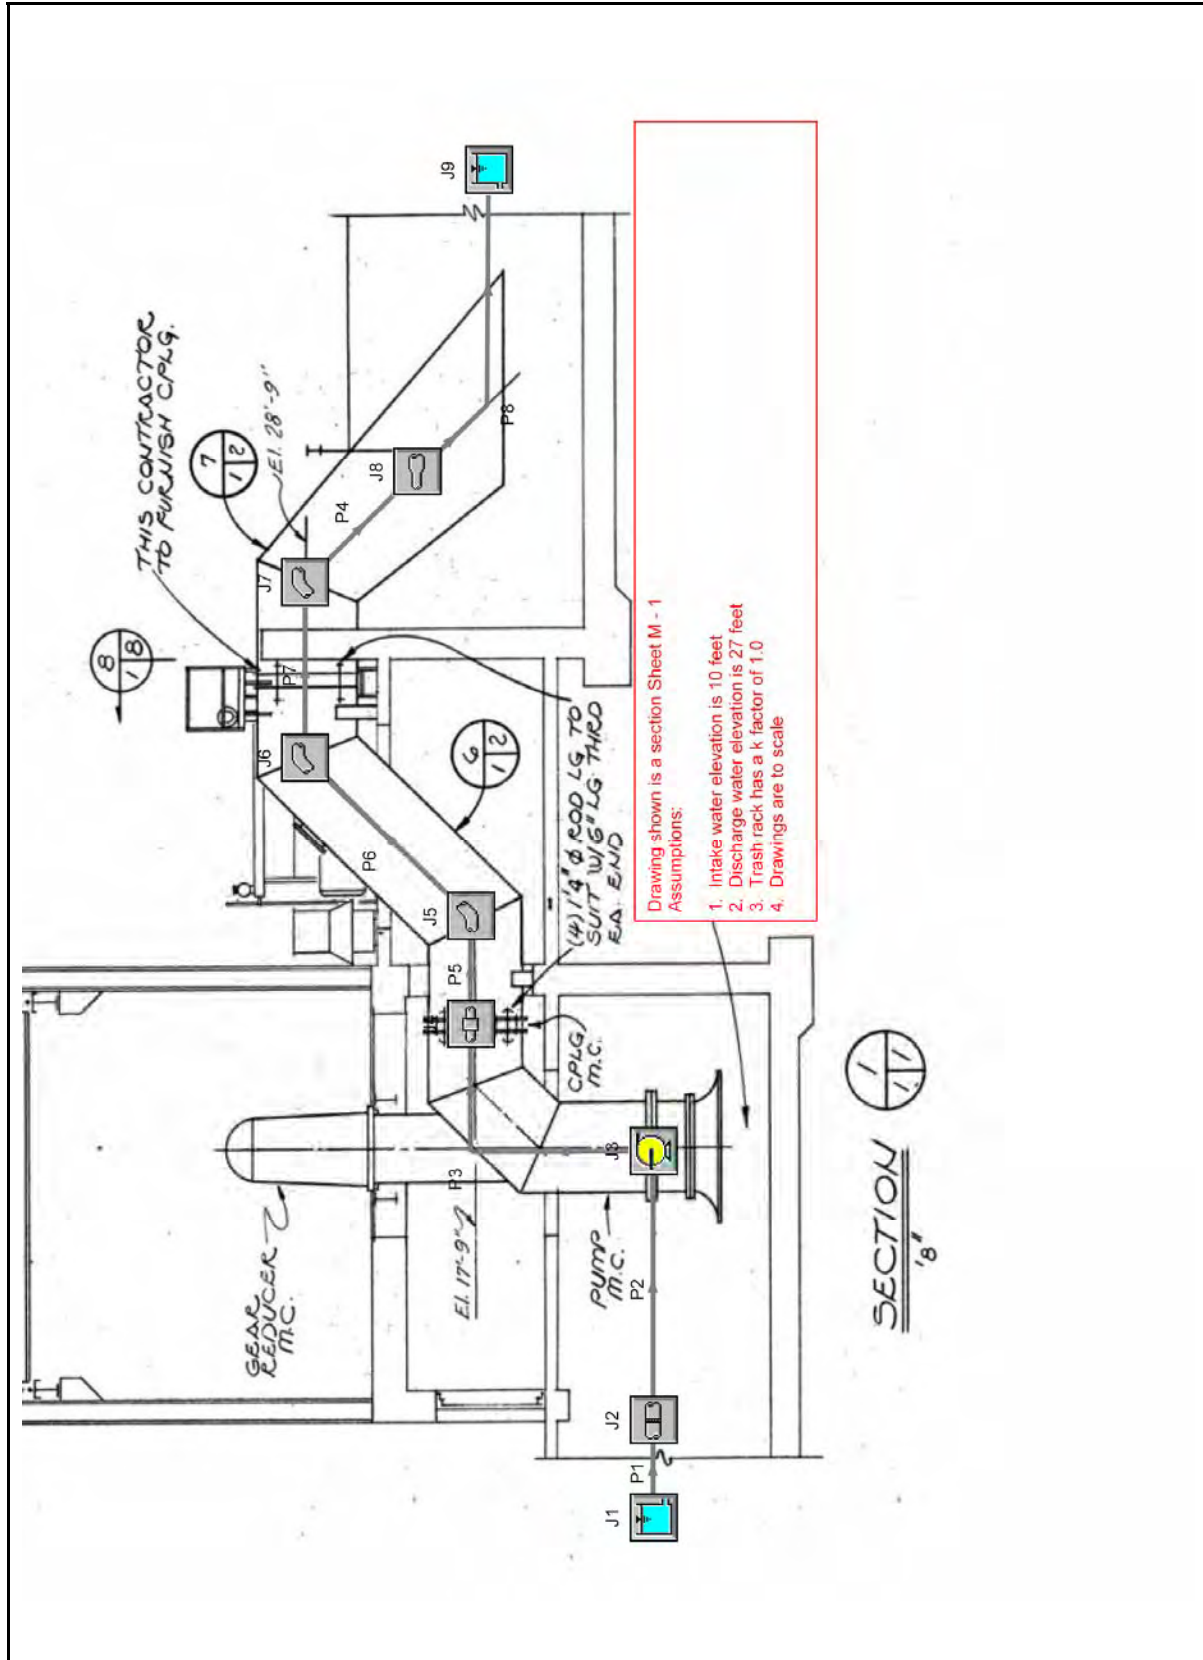 THIS CONTRACTOR
TO FURNISH CPLG.
8
1 8
7
1 2
El. 28'-9"
J9
J8
P4
P8
J7
P7
J6
6
1 2
P6
J5
P5
(4) 1'4" Φ ROD LG TO
SUIT W/6" LG THRD
EA. END
CPLG
M.C.
J3
P3
El. 17'-9"
GEAR
REDUCER
M.C.
PUMP
M.C.
P2
J2
P1
J1
Drawing shown is a section Sheet M - 1
Assumptions:
1. Intake water elevation is 10 feet
2. Discharge water elevation is 27 feet
3. Trash rack has a k factor of 1.0
4. Drawings are to scale
SECTION
'8"
1
1 1